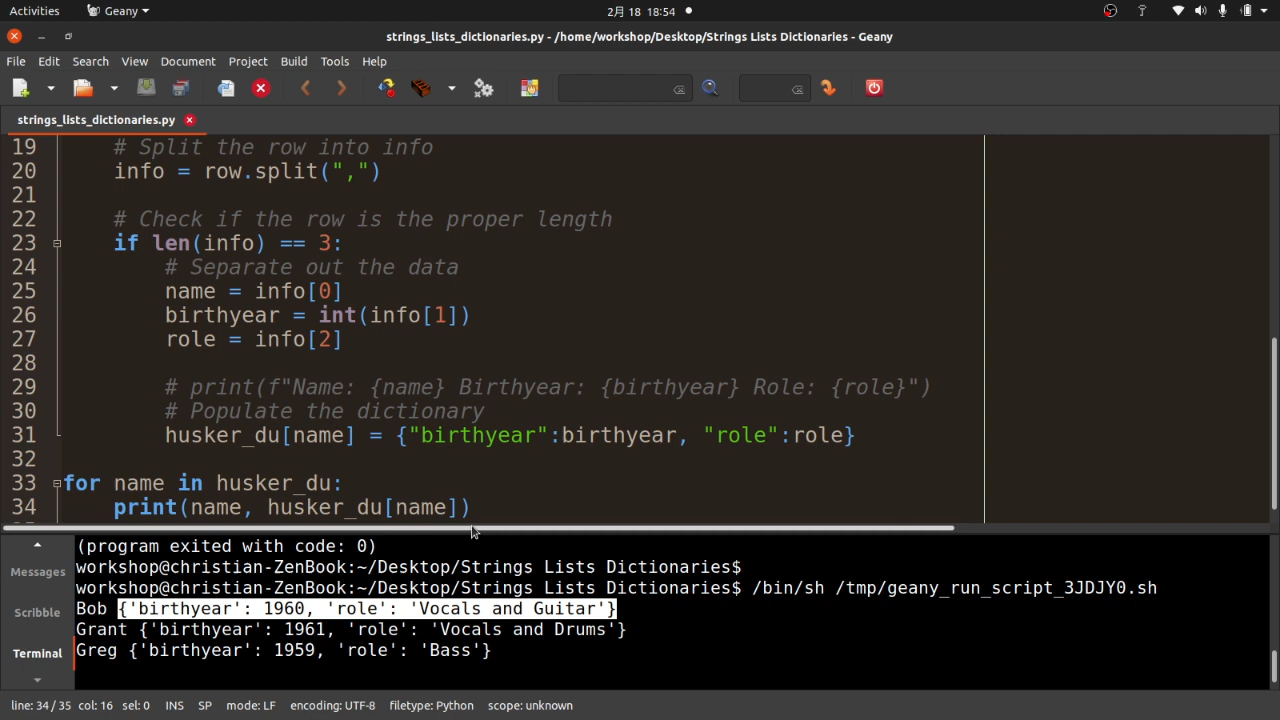 Activities Geany 2月 18 18:54
strings_lists_dictionaries.py - /home/workshop/Desktop/Strings Lists Dictionaries - Geany
File Edit Search View Document Project Build Tools Help
strings_lists_dictionaries.py
19 # Split the row into info
20 info = row.split(",")
21
22 # Check if the row is the proper length
23 if len(info) == 3:
24 # Separate out the data
25 name = info[0]
26 birthyear = int(info[1])
27 role = info[2]
28
29 # print(f"Name: {name} Birthyear: {birthyear} Role: {role}")
30 # Populate the dictionary
31 husker_du[name] = {"birthyear":birthyear, "role":role}
32
33 for name in husker_du:
34 print(name, husker_du[name])
(program exited with code: 0)
Messages workshop@christian-ZenBook:~/Desktop/Strings Lists Dictionaries$
workshop@christian-ZenBook:~/Desktop/Strings Lists Dictionaries$ /bin/sh /tmp/geany_run_script_3JDJY0.sh
Scribble Bob {'birthyear': 1960, 'role': 'Vocals and Guitar'}
Grant {'birthyear': 1961, 'role': 'Vocals and Drums'}
Terminal Greg {'birthyear': 1959, 'role': 'Bass'}
line: 34 / 35 col: 16 sel: 0 INS SP mode: LF encoding: UTF-8 filetype: Python scope: unknown